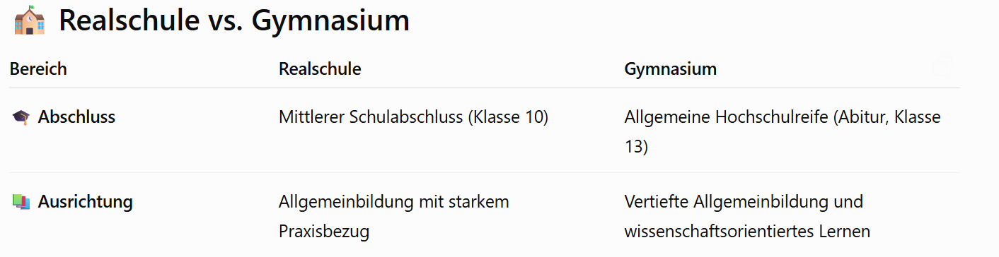 Realschule vs. Gymnasium
Bereich Realschule Gymnasium
Abschluss Mittlerer Schulabschluss (Klasse 10) Allgemeine Hochschulreife (Abitur, Klasse
13)
Ausrichtung Allgemeinbildung mit starkem Vertiefte Allgemeinbildung und
Praxisbezug wissenschaftsorientiertes Lernen